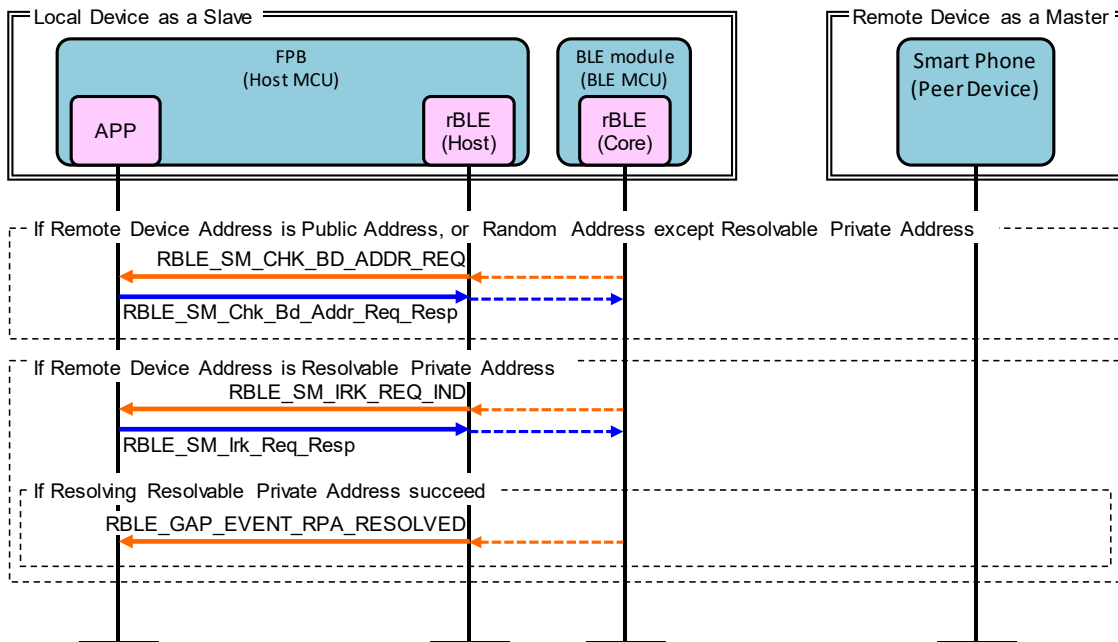 Local Device as a Slave
Remote Device as a Master
FPB
(Host MCU)
BLE module
(BLE MCU)
Smart Phone
(Peer Device)
APP
rBLE
(Host)
rBLE
(Core)
If Remote Device Address is Public Address, or Random Address except Resolvable Private Address
RBLE_SM_CHK_BD_ADDR_REQ
RBLE_SM_Chk_Bd_Addr_Req_Resp
If Remote Device Address is Resolvable Private Address
RBLE_SM_IRK_REQ_IND
RBLE_SM_Irk_Req_Resp
If Resolving Resolvable Private Address succeed
RBLE_GAP_EVENT_RPA_RESOLVED